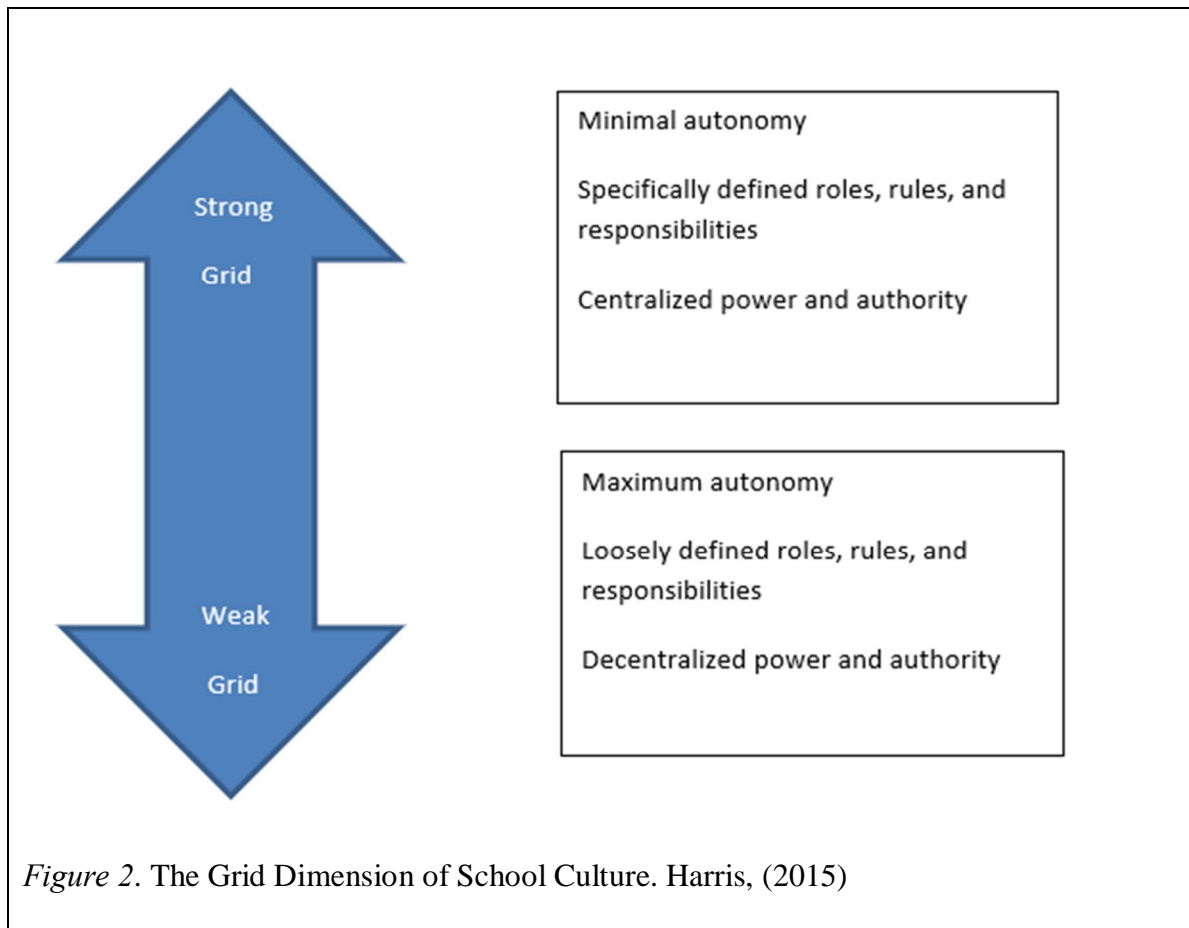 Strong
Grid
Minimal autonomy
Specifically defined roles, rules, and
responsibilities
Centralized power and authority
Weak
Grid
Maximum autonomy
Loosely defined roles, rules, and
responsibilities
Decentralized power and authority
Figure 2. The Grid Dimension of School Culture. Harris, (2015)